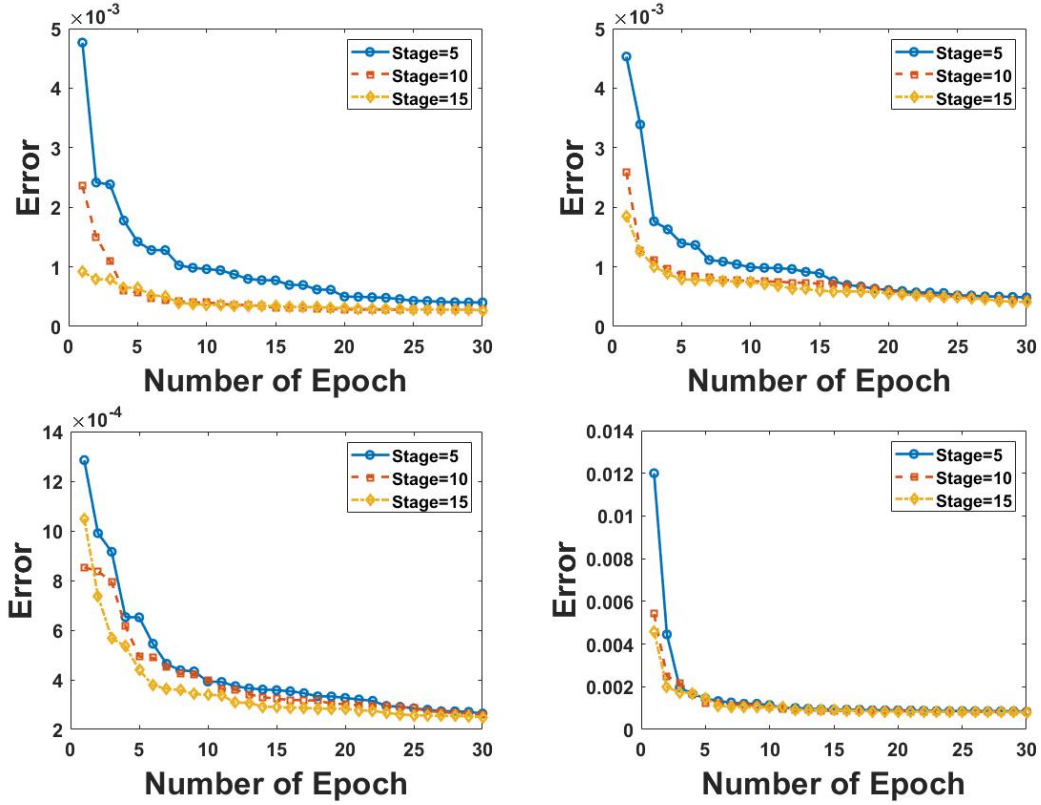 ×10-3
5
4
3
2
1
0
Error
0 5 10 15 20 25 30
Number of Epoch
Stage=5
Stage=10
Stage=15
×10-3
5
4
3
2
1
0
Error
0 5 10 15 20 25 30
Number of Epoch
Stage=5
Stage=10
Stage=15
×10-4
14
12
10
8
6
4
2
Error
0 5 10 15 20 25 30
Number of Epoch
Stage=5
Stage=10
Stage=15
0.014
0.012
0.01
0.008
0.006
0.004
0.002
0
Error
0 5 10 15 20 25 30
Number of Epoch
Stage=5
Stage=10
Stage=15